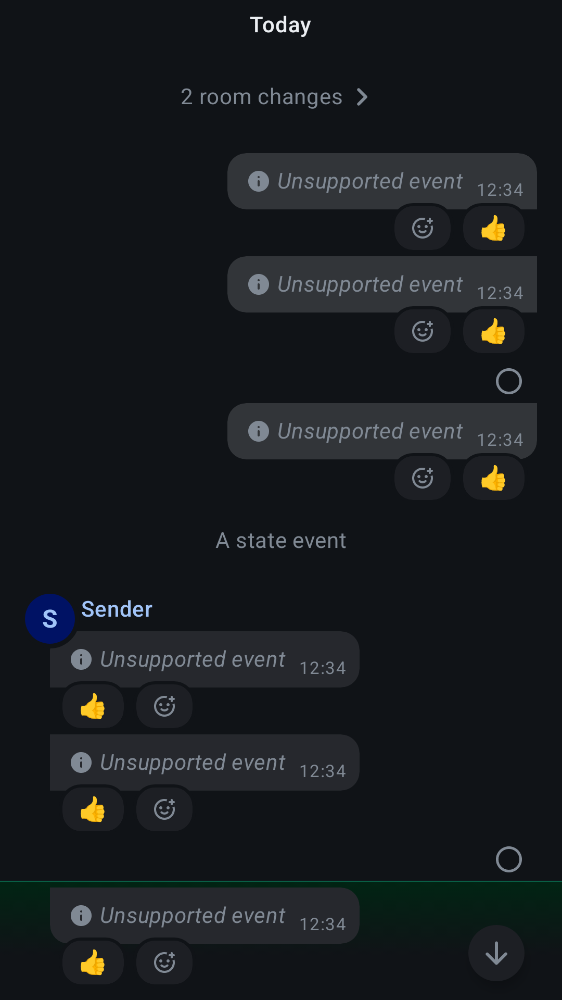 Today
2 room changes
Unsupported event 12:34
👍
Unsupported event 12:34
👍
Unsupported event 12:34
👍
A state event
S Sender
Unsupported event 12:34
👍
Unsupported event 12:34
👍
Unsupported event 12:34
👍